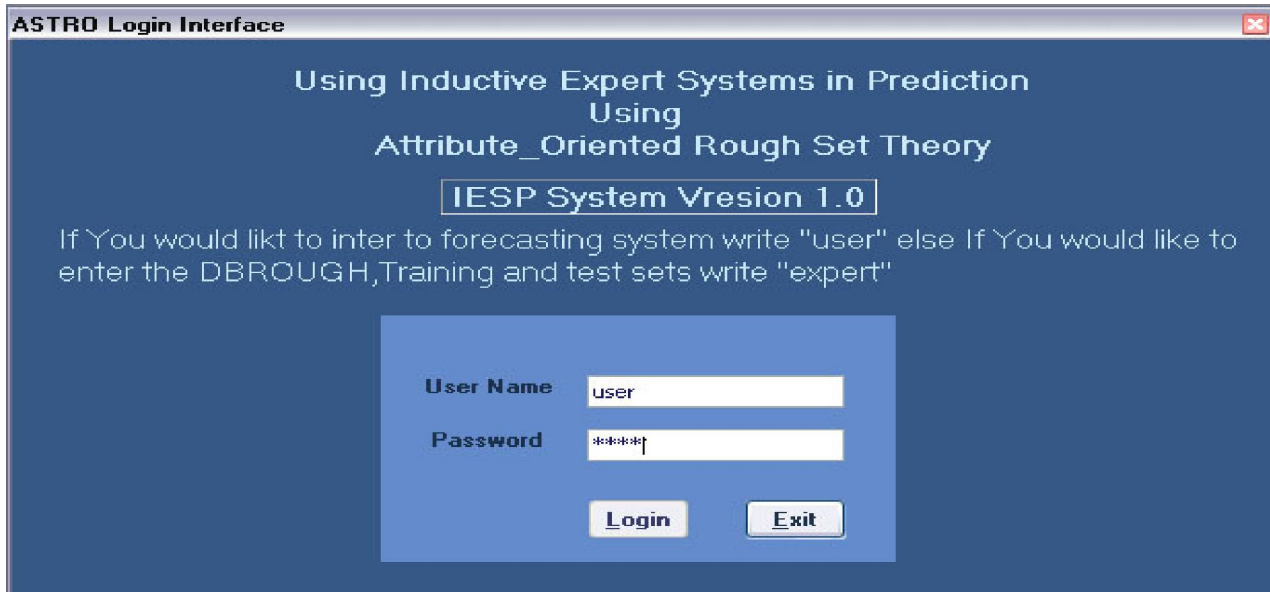 ASTRO Login Interface
Using Inductive Expert Systems in Prediction
Using
Attribute_Oriented Rough Set Theory
IESP System Vresion 1.0
If You would likt to inter to forecasting system write "user" else If You would like to
enter the DBROUGH,Training and test sets write "expert"
User Name user
Password ****
Login Exit